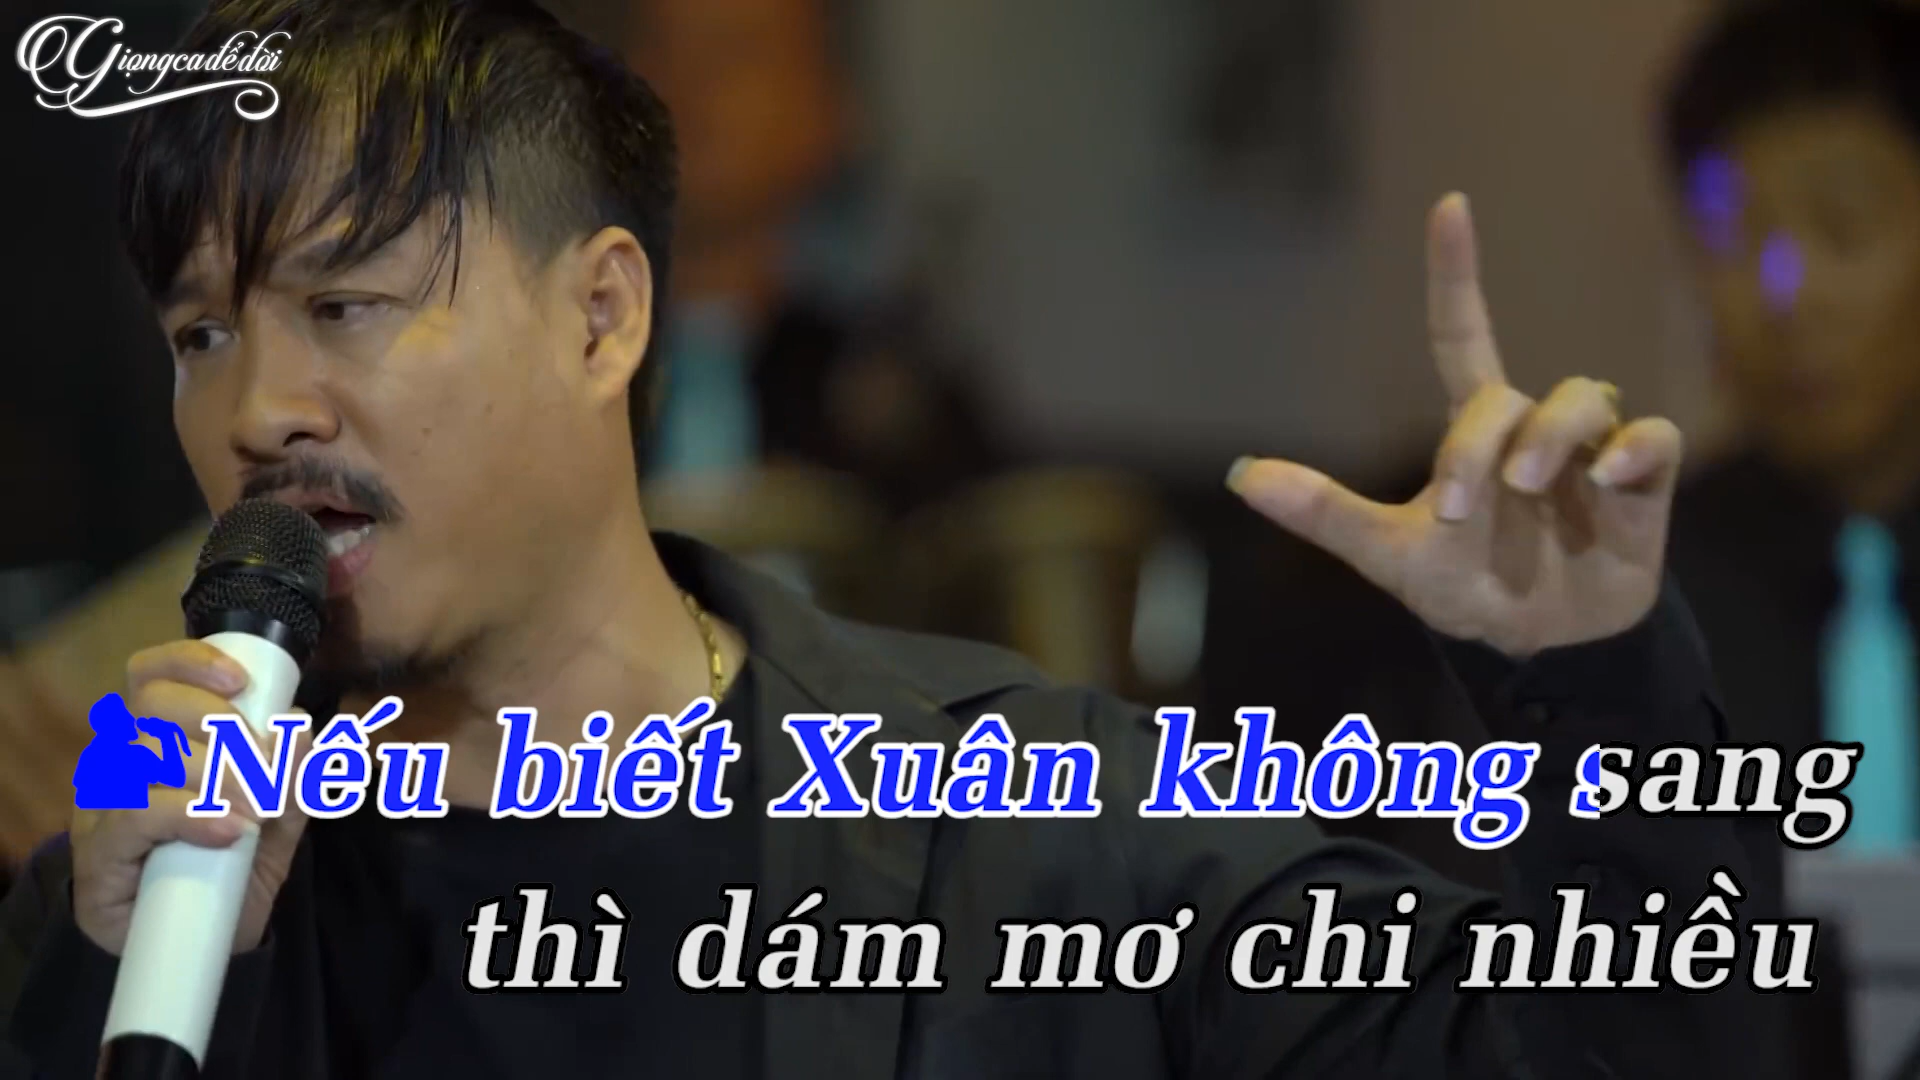 Giọngcađểđời
Nếu biết Xuân không sang
thì dám mơ chi nhiều